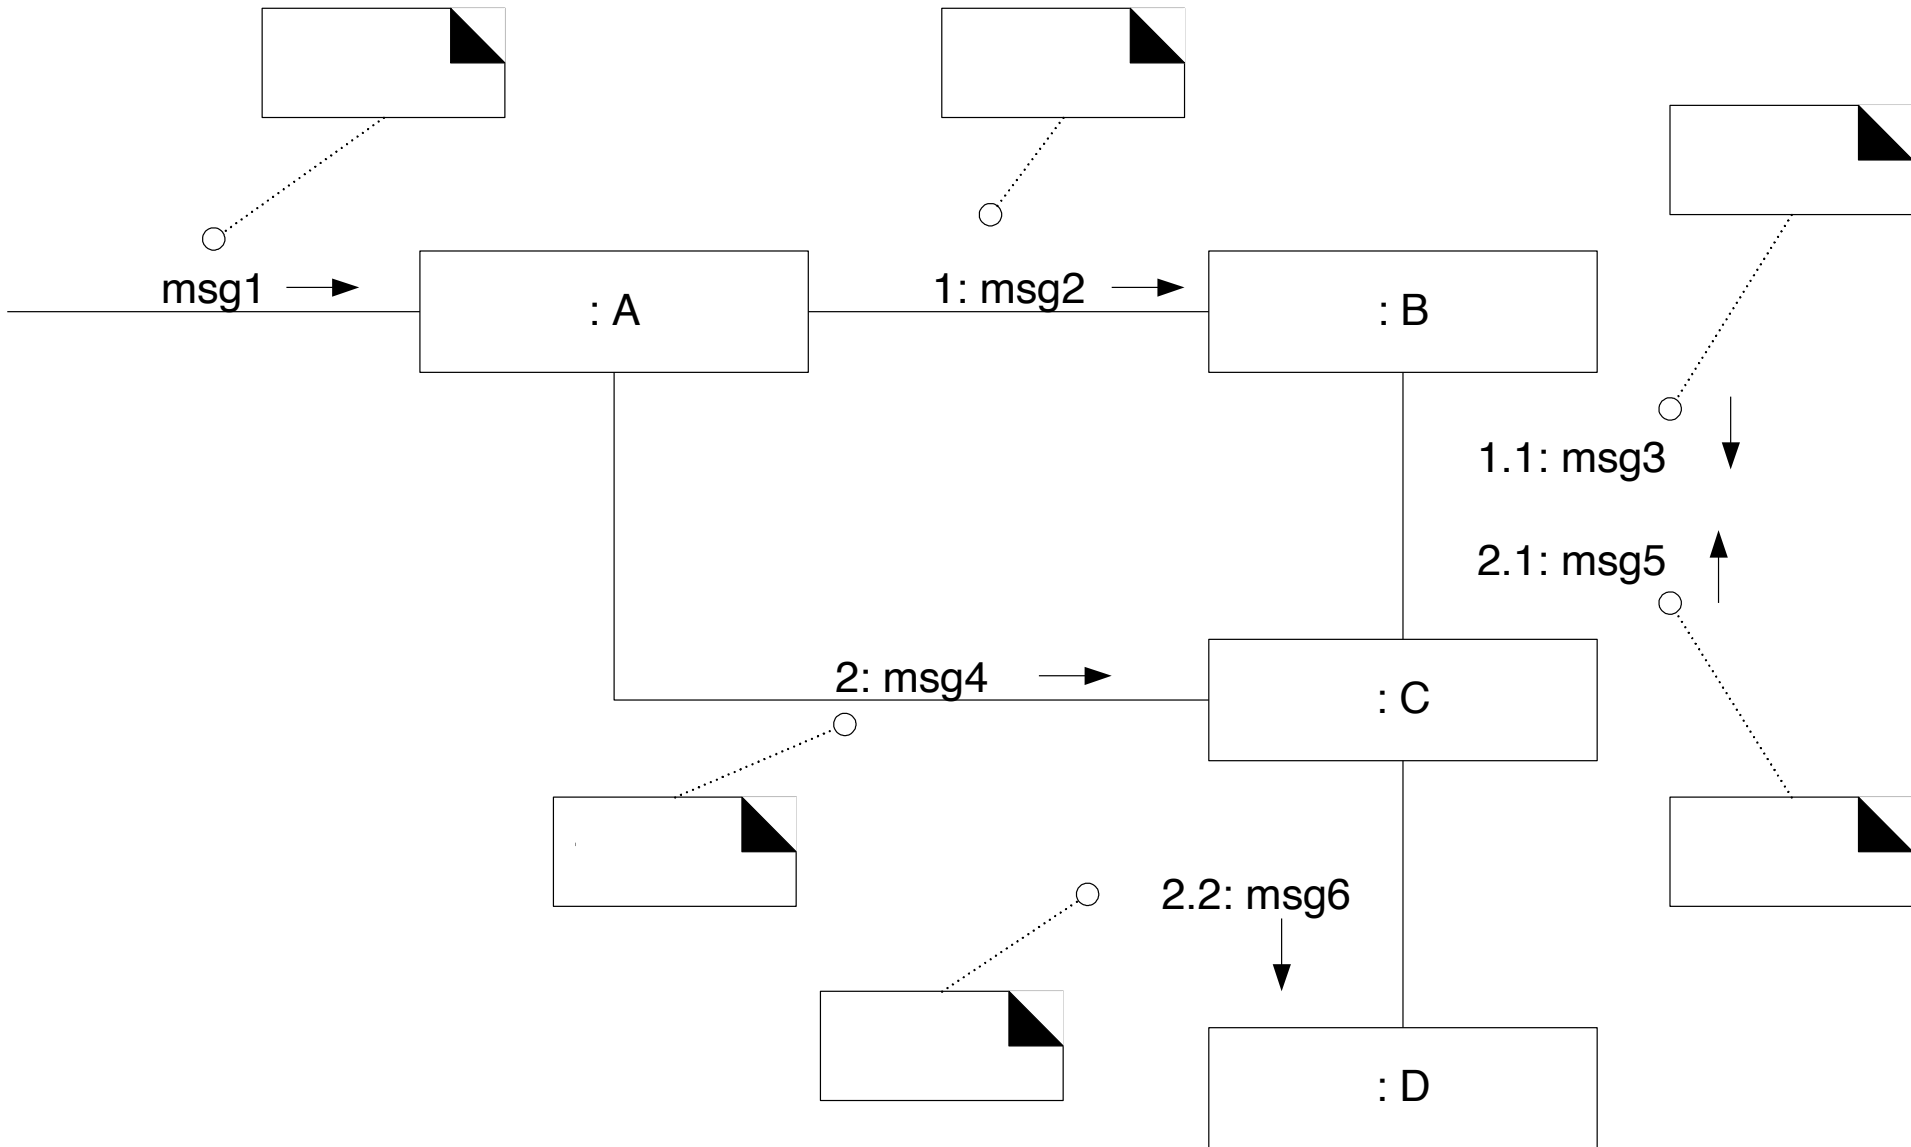 msg1
: A
1: msg2
: B
1.1: msg3
2.1: msg5
2: msg4
: C
2.2: msg6
: D